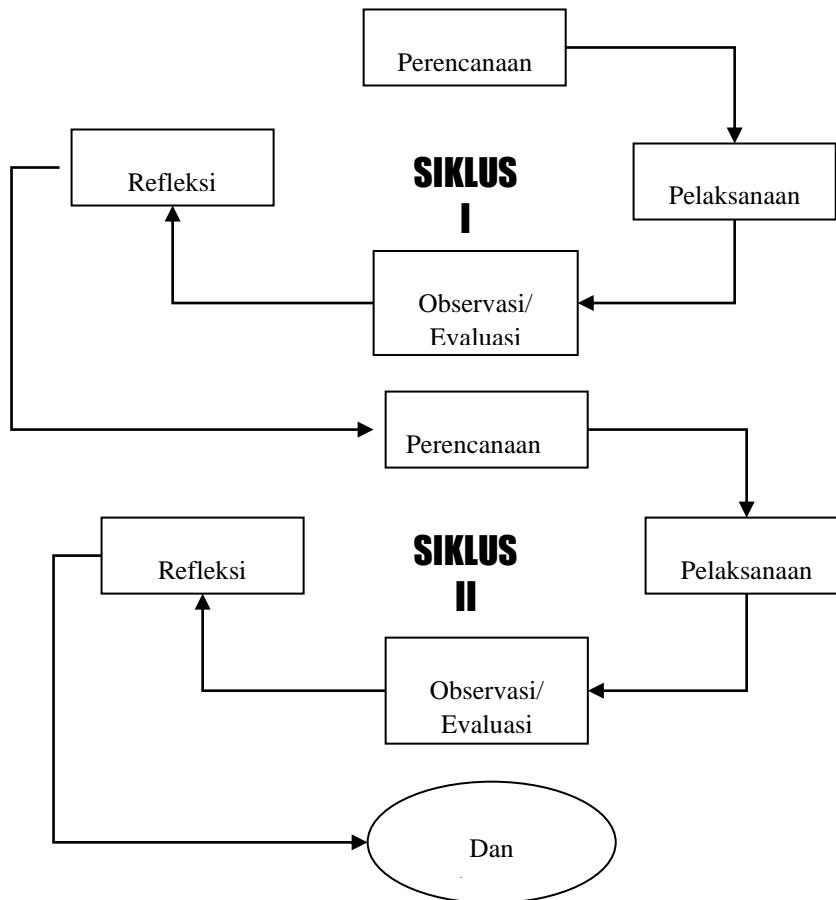 Perencanaan
Refleksi
SIKLUS
I
Pelaksanaan
Observasi/
Evaluasi
Perencanaan
Refleksi
SIKLUS
II
Pelaksanaan
Observasi/
Evaluasi
Dan